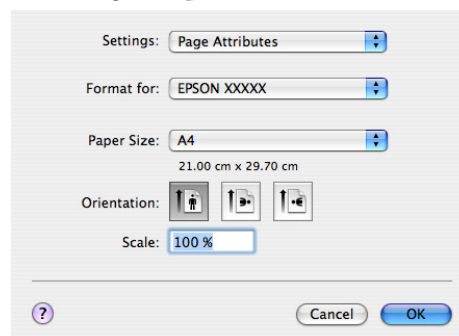 Settings: Page Attributes
Format for: EPSON XXXXX
Paper Size: A4
21.00 cm x 29.70 cm
Orientation:
Scale: 100 %
? Cancel OK